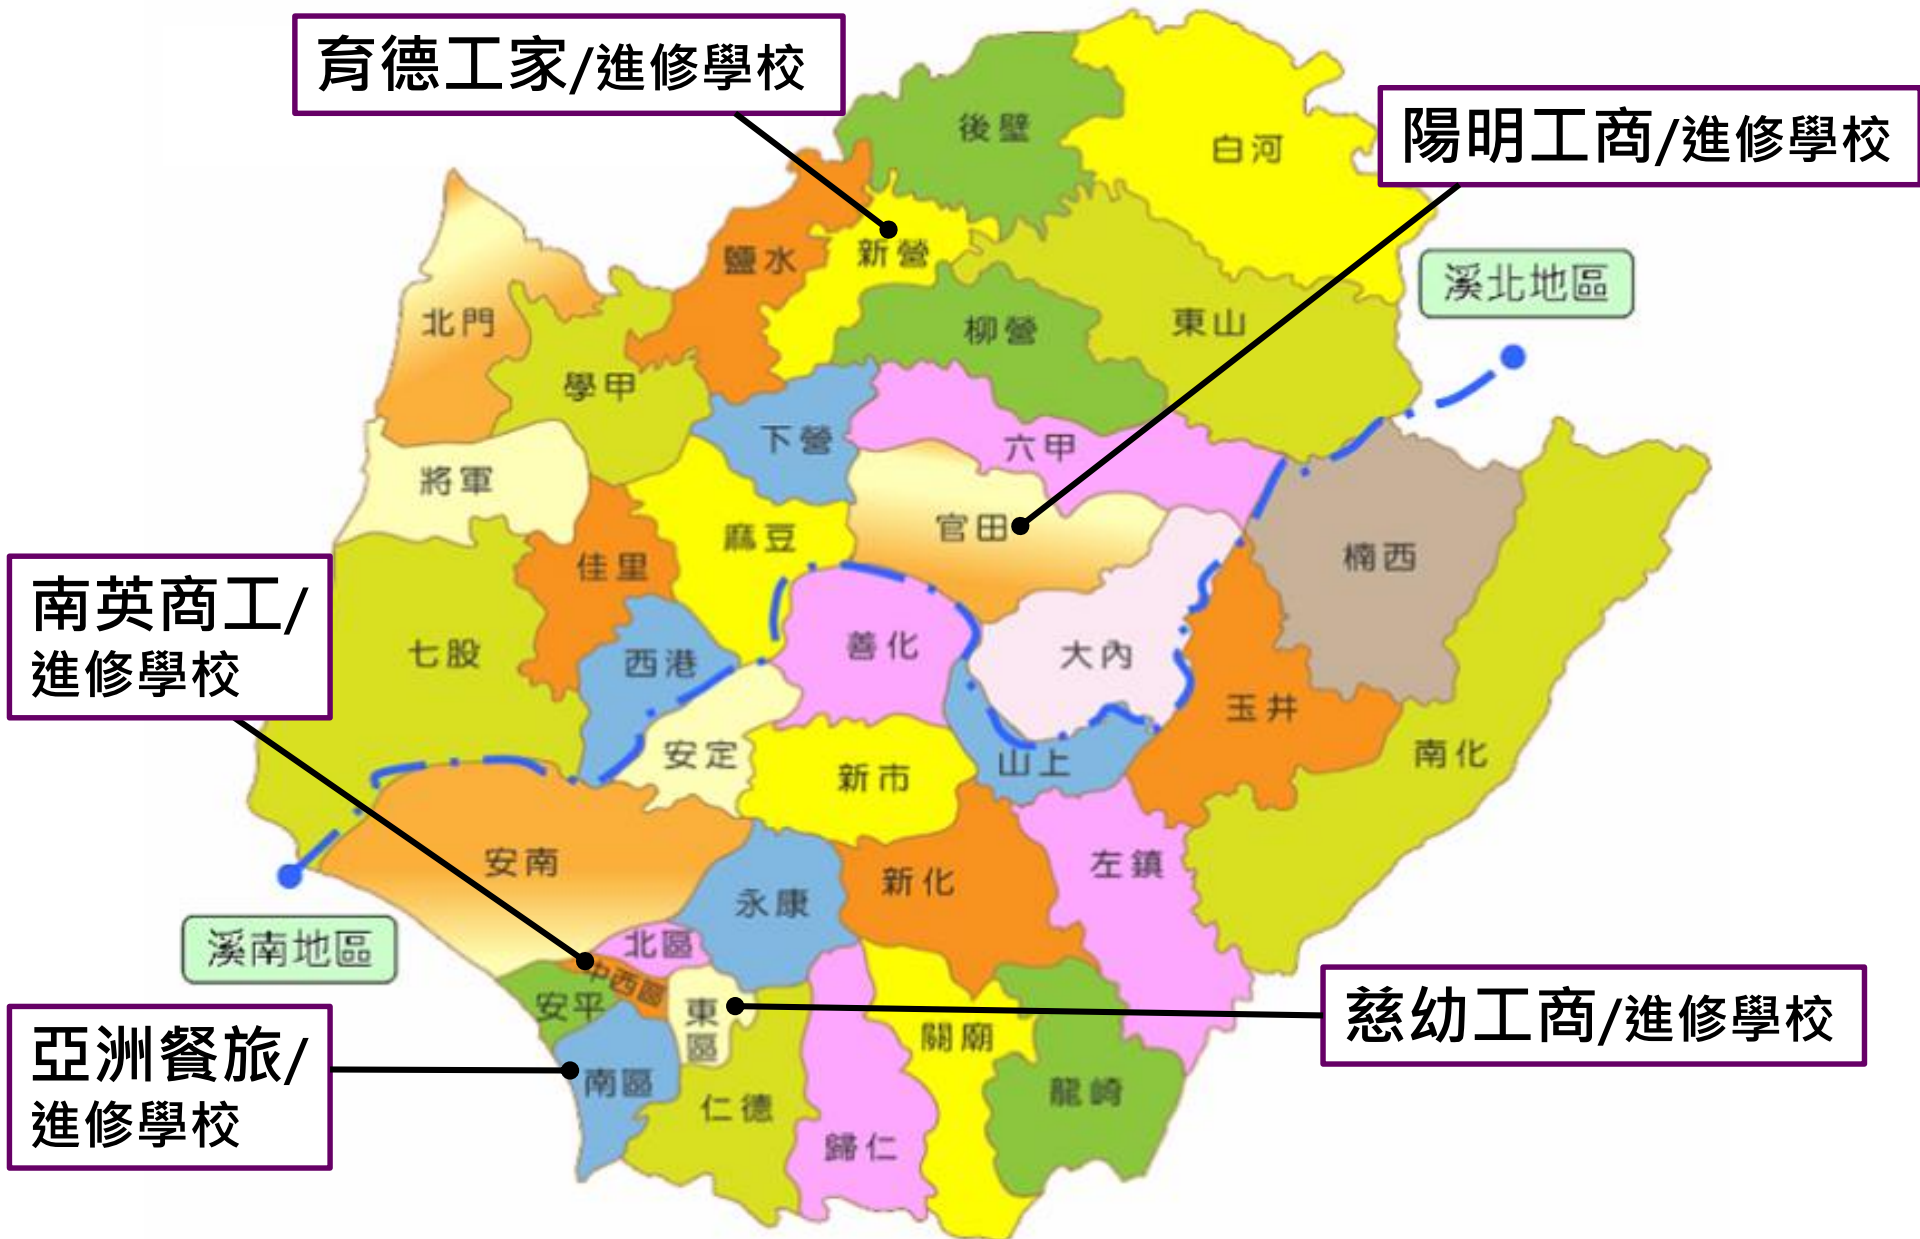 育德工家/進修學校
後壁
白河
陽明工商/進修學校
鹽水
新營
溪北地區
北門
柳營
東山
學甲
下營
六甲
將軍
麻豆
官田
佳里
楠西
南英商工/
進修學校
七股
西港
善化
大內
玉井
安定
新市
山上
南化
安南
永康
新化
左鎮
溪南地區
北區
中西區
安平
東區
關廟
慈幼工商/進修學校
亞洲餐旅/
進修學校
南區
仁德
龍崎
歸仁